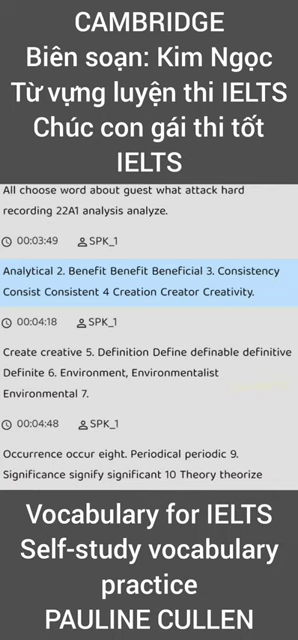 CAMBRIDGE
Biên soạn: Kim Ngọc
Từ vựng luyện thi IELTS
Chúc con gái thi tốt
IELTS
All choose word about guest what attack hard
recording 22A1 analysis analyze.
00:03:49 SPK_1
Analytical 2. Benefit Benefit Beneficial 3. Consistency
Consist Consistent 4 Creation Creator Creativity.
00:04:18 SPK_1
Create creative 5. Definition Define definable definitive
Definite 6. Environment, Environmentalist
Environmental 7.
00:04:48 SPK_1
Occurrence occur eight. Periodical periodic 9.
Significance signify significant 10 Theory theorize
Vocabulary for IELTS
Self-study vocabulary
practice
PAULINE CULLEN